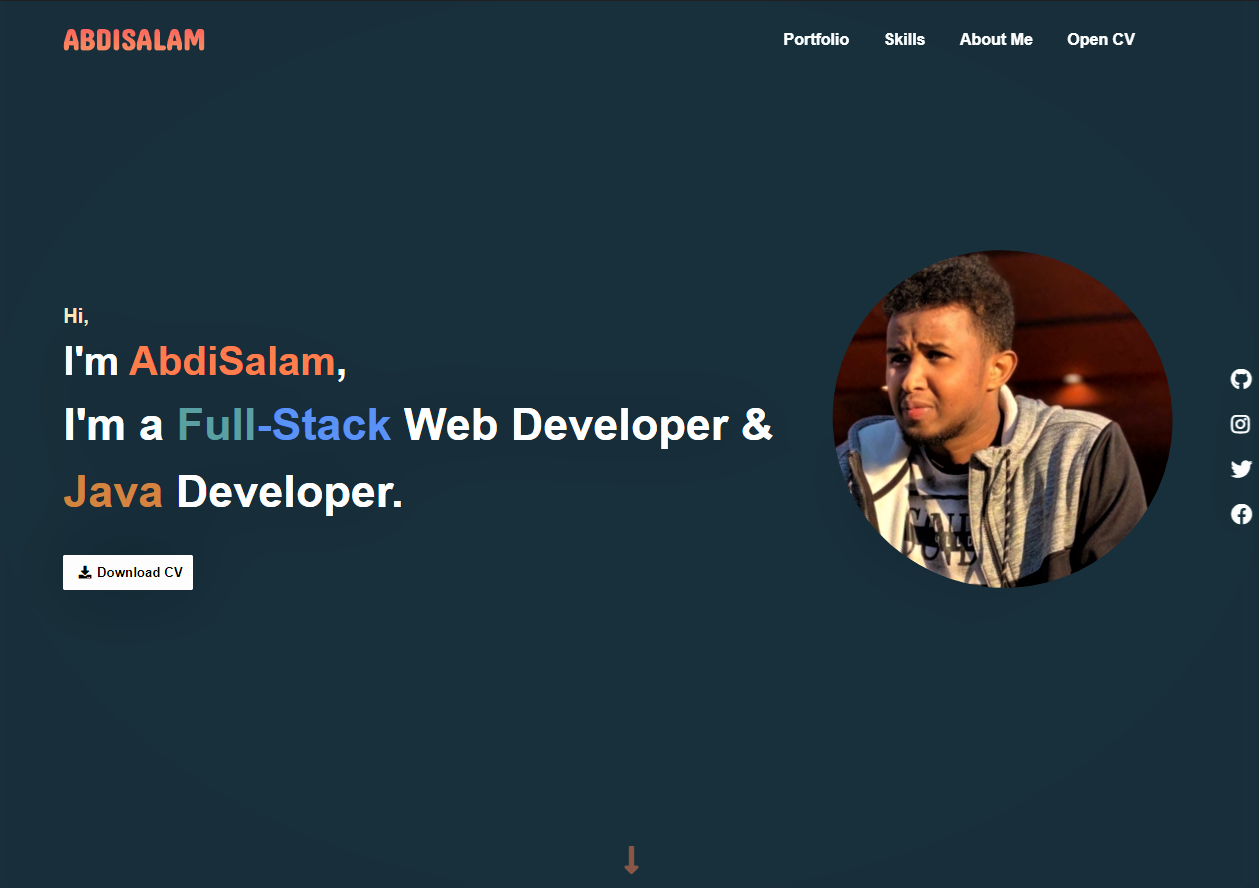 ABDISALAM
Portfolio Skills About Me Open CV
Hi,
I'm AbdiSalam,
I'm a Full-Stack Web Developer &
Java Developer.
Download CV